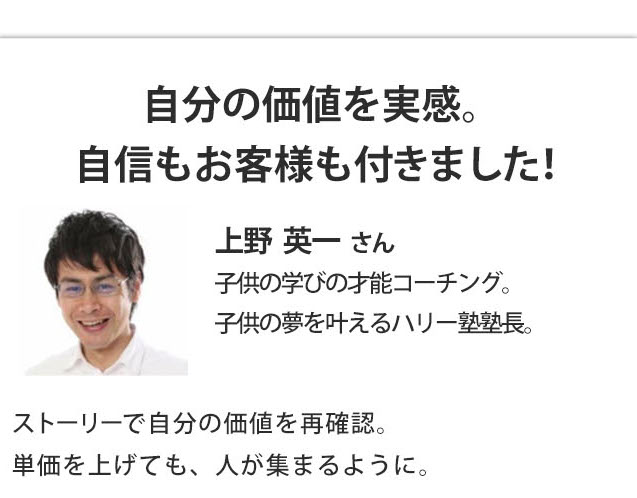 自分の価値を実感。
自信もお客様も付きました!
上野 英一 さん
子供の学びの才能コーチング。
子供の夢を叶えるハリー塾塾長。
ストーリーで自分の価値を再確認。
単価を上げても、人が集まるように。